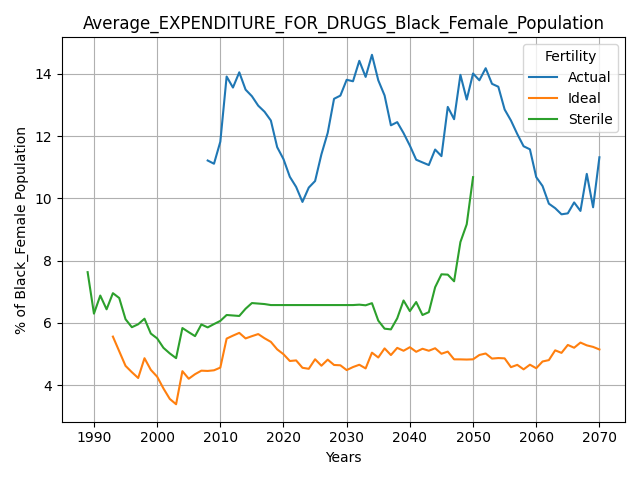 Average_EXPENDITURE_FOR_DRUGS_Black_Female_Population
Fertility
Actual
Ideal
Sterile
% of Black_Female Population
14
12
10
8
6
4
1990 2000 2010 2020 2030 2040 2050 2060 2070
Years